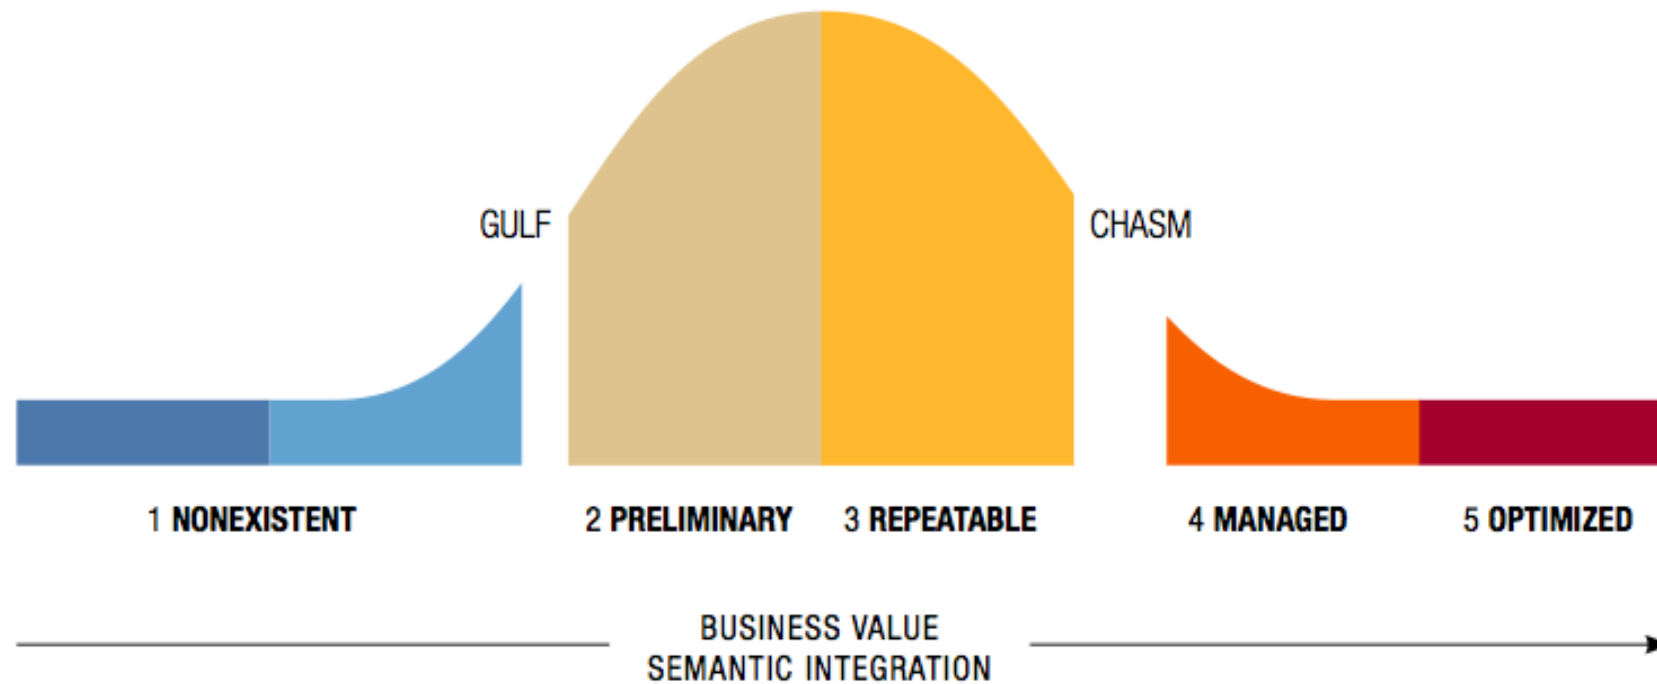 GULF
CHASM
1 NONEXISTENT
2 PRELIMINARY
3 REPEATABLE
4 MANAGED
5 OPTIMIZED
BUSINESS VALUE
SEMANTIC INTEGRATION